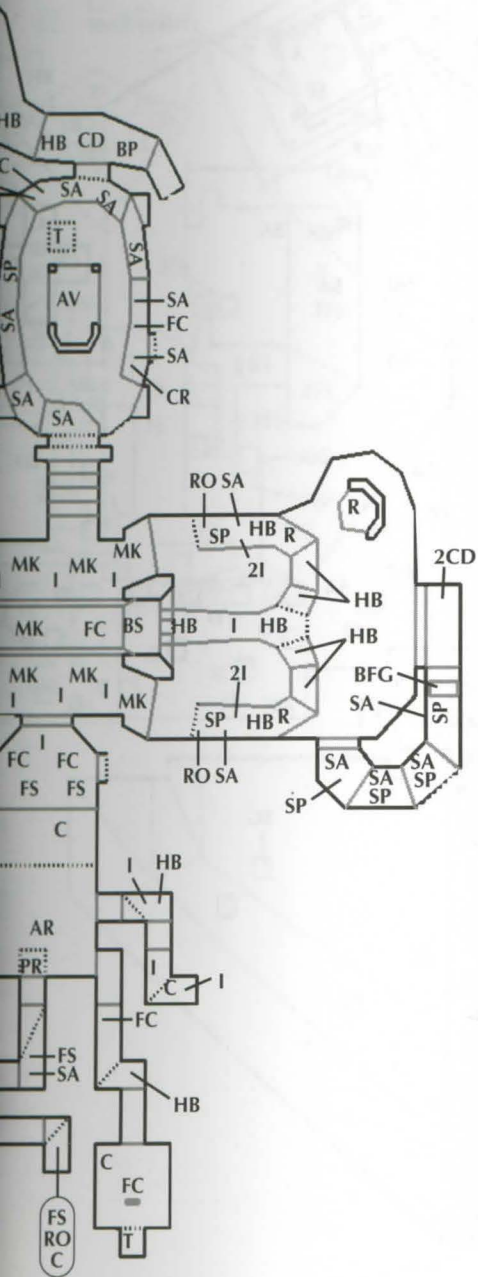 HB
HB CD BP
C
SA
SA
T
SA
SP
AV
SA
SA
FC
SA
CR
SA
SA
RO SA
HB R
SP
2I
R
2CD
MK MK MK
I I
HB
MK FC BS HB I HB
HB
BFG
MK MK
I I I MK
2I
SP HB R
SA
SP
RO SA
I
FC FC
FS FS
SA
SA SA
SP SP
SP
C
I HB
AR
PR
I
C I
FC
FS
SA
HB
C
FC
T
FS
RO
C